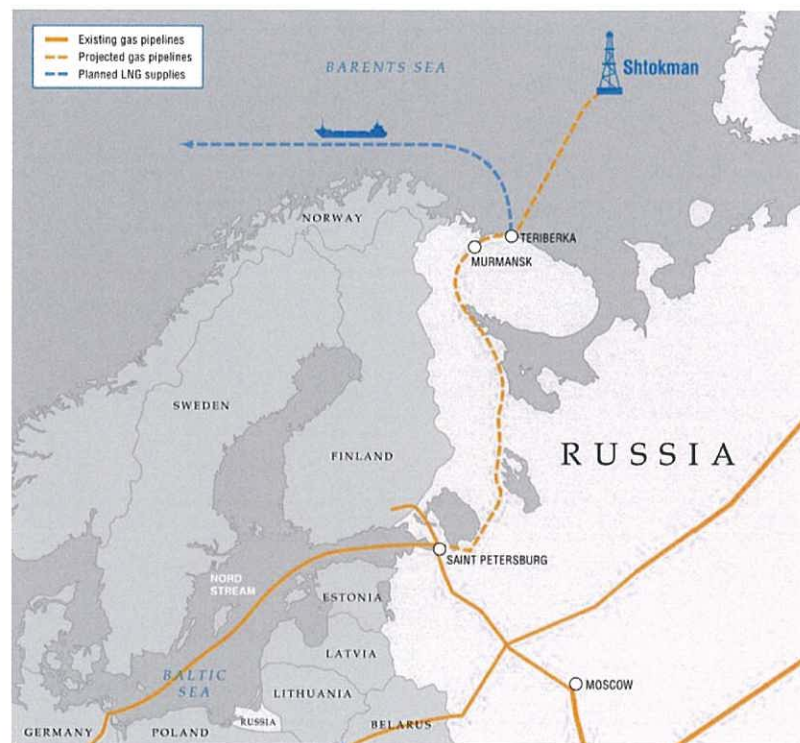 Existing gas pipelines
Projected gas pipelines
Planned LNG supplies
BARENTS SEA
Shtokman
NORWAY
TERIBERKA
MURMANSK
SWEDEN
FINLAND
RUSSIA
SAINT PETERSBURG
NORD
STREAM
ESTONIA
LATVIA
BALTIC
SEA
LITHUANIA
MOSCOW
RUSSIA
BELARUS
GERMANY
POLAND